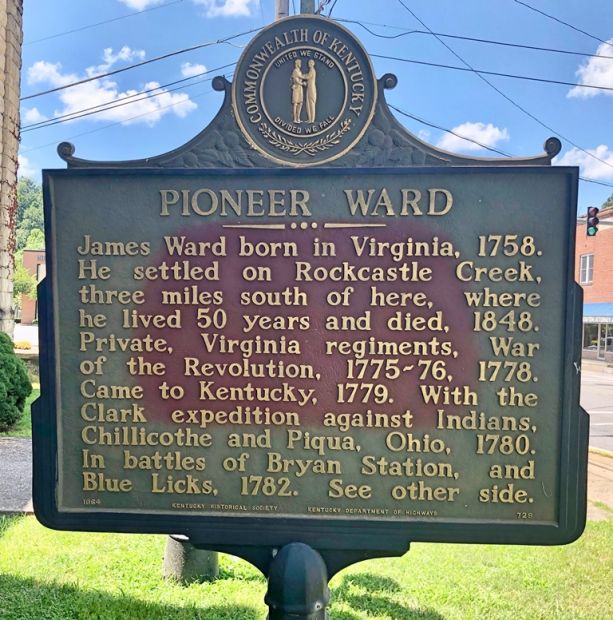 COMMONWEALTH OF KENTUCKY
UNITED WE STAND
DIVIDED WE FALL
PIONEER WARD
James Ward born in Virginia, 1758.
He settled on Rockcastle Creek,
three miles south of here, where
he lived 50 years and died, 1848.
Private, Virginia regiments, War
of the Revolution, 1775-76, 1778.
Came to Kentucky, 1779. With the
Clark expedition against Indians,
Chillicothe and Piqua, Ohio, 1780.
In battles of Bryan Station, and
Blue Licks, 1782. See other side.
1964 KENTUCKY HISTORICAL SOCIETY KENTUCKY DEPARTMENT OF HIGHWAYS 729